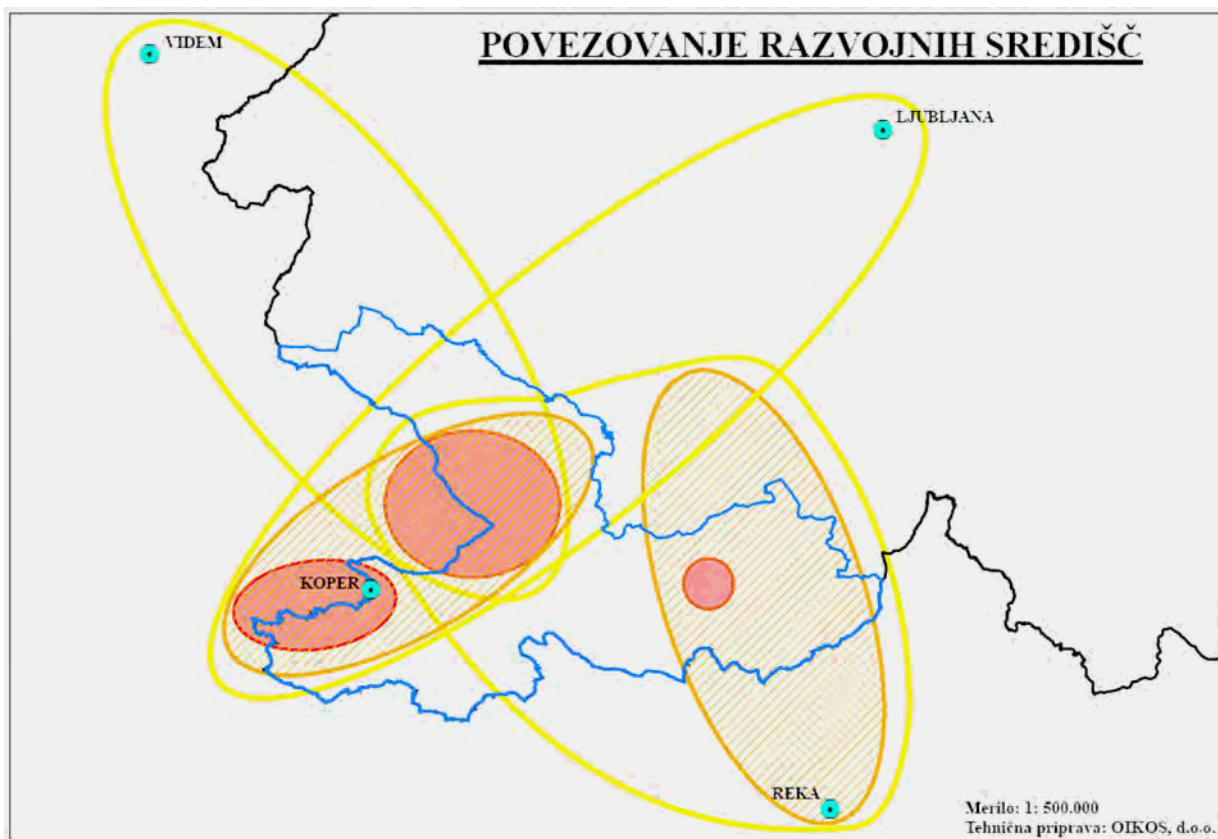 POVEZOVANJE RAZVOJNIH SREDIŠČ
VIDEM
LJUBLJANA
KOPER
REKA
Merilo: 1: 500.000
Tehnična priprava: OIKOS, d.o.o.